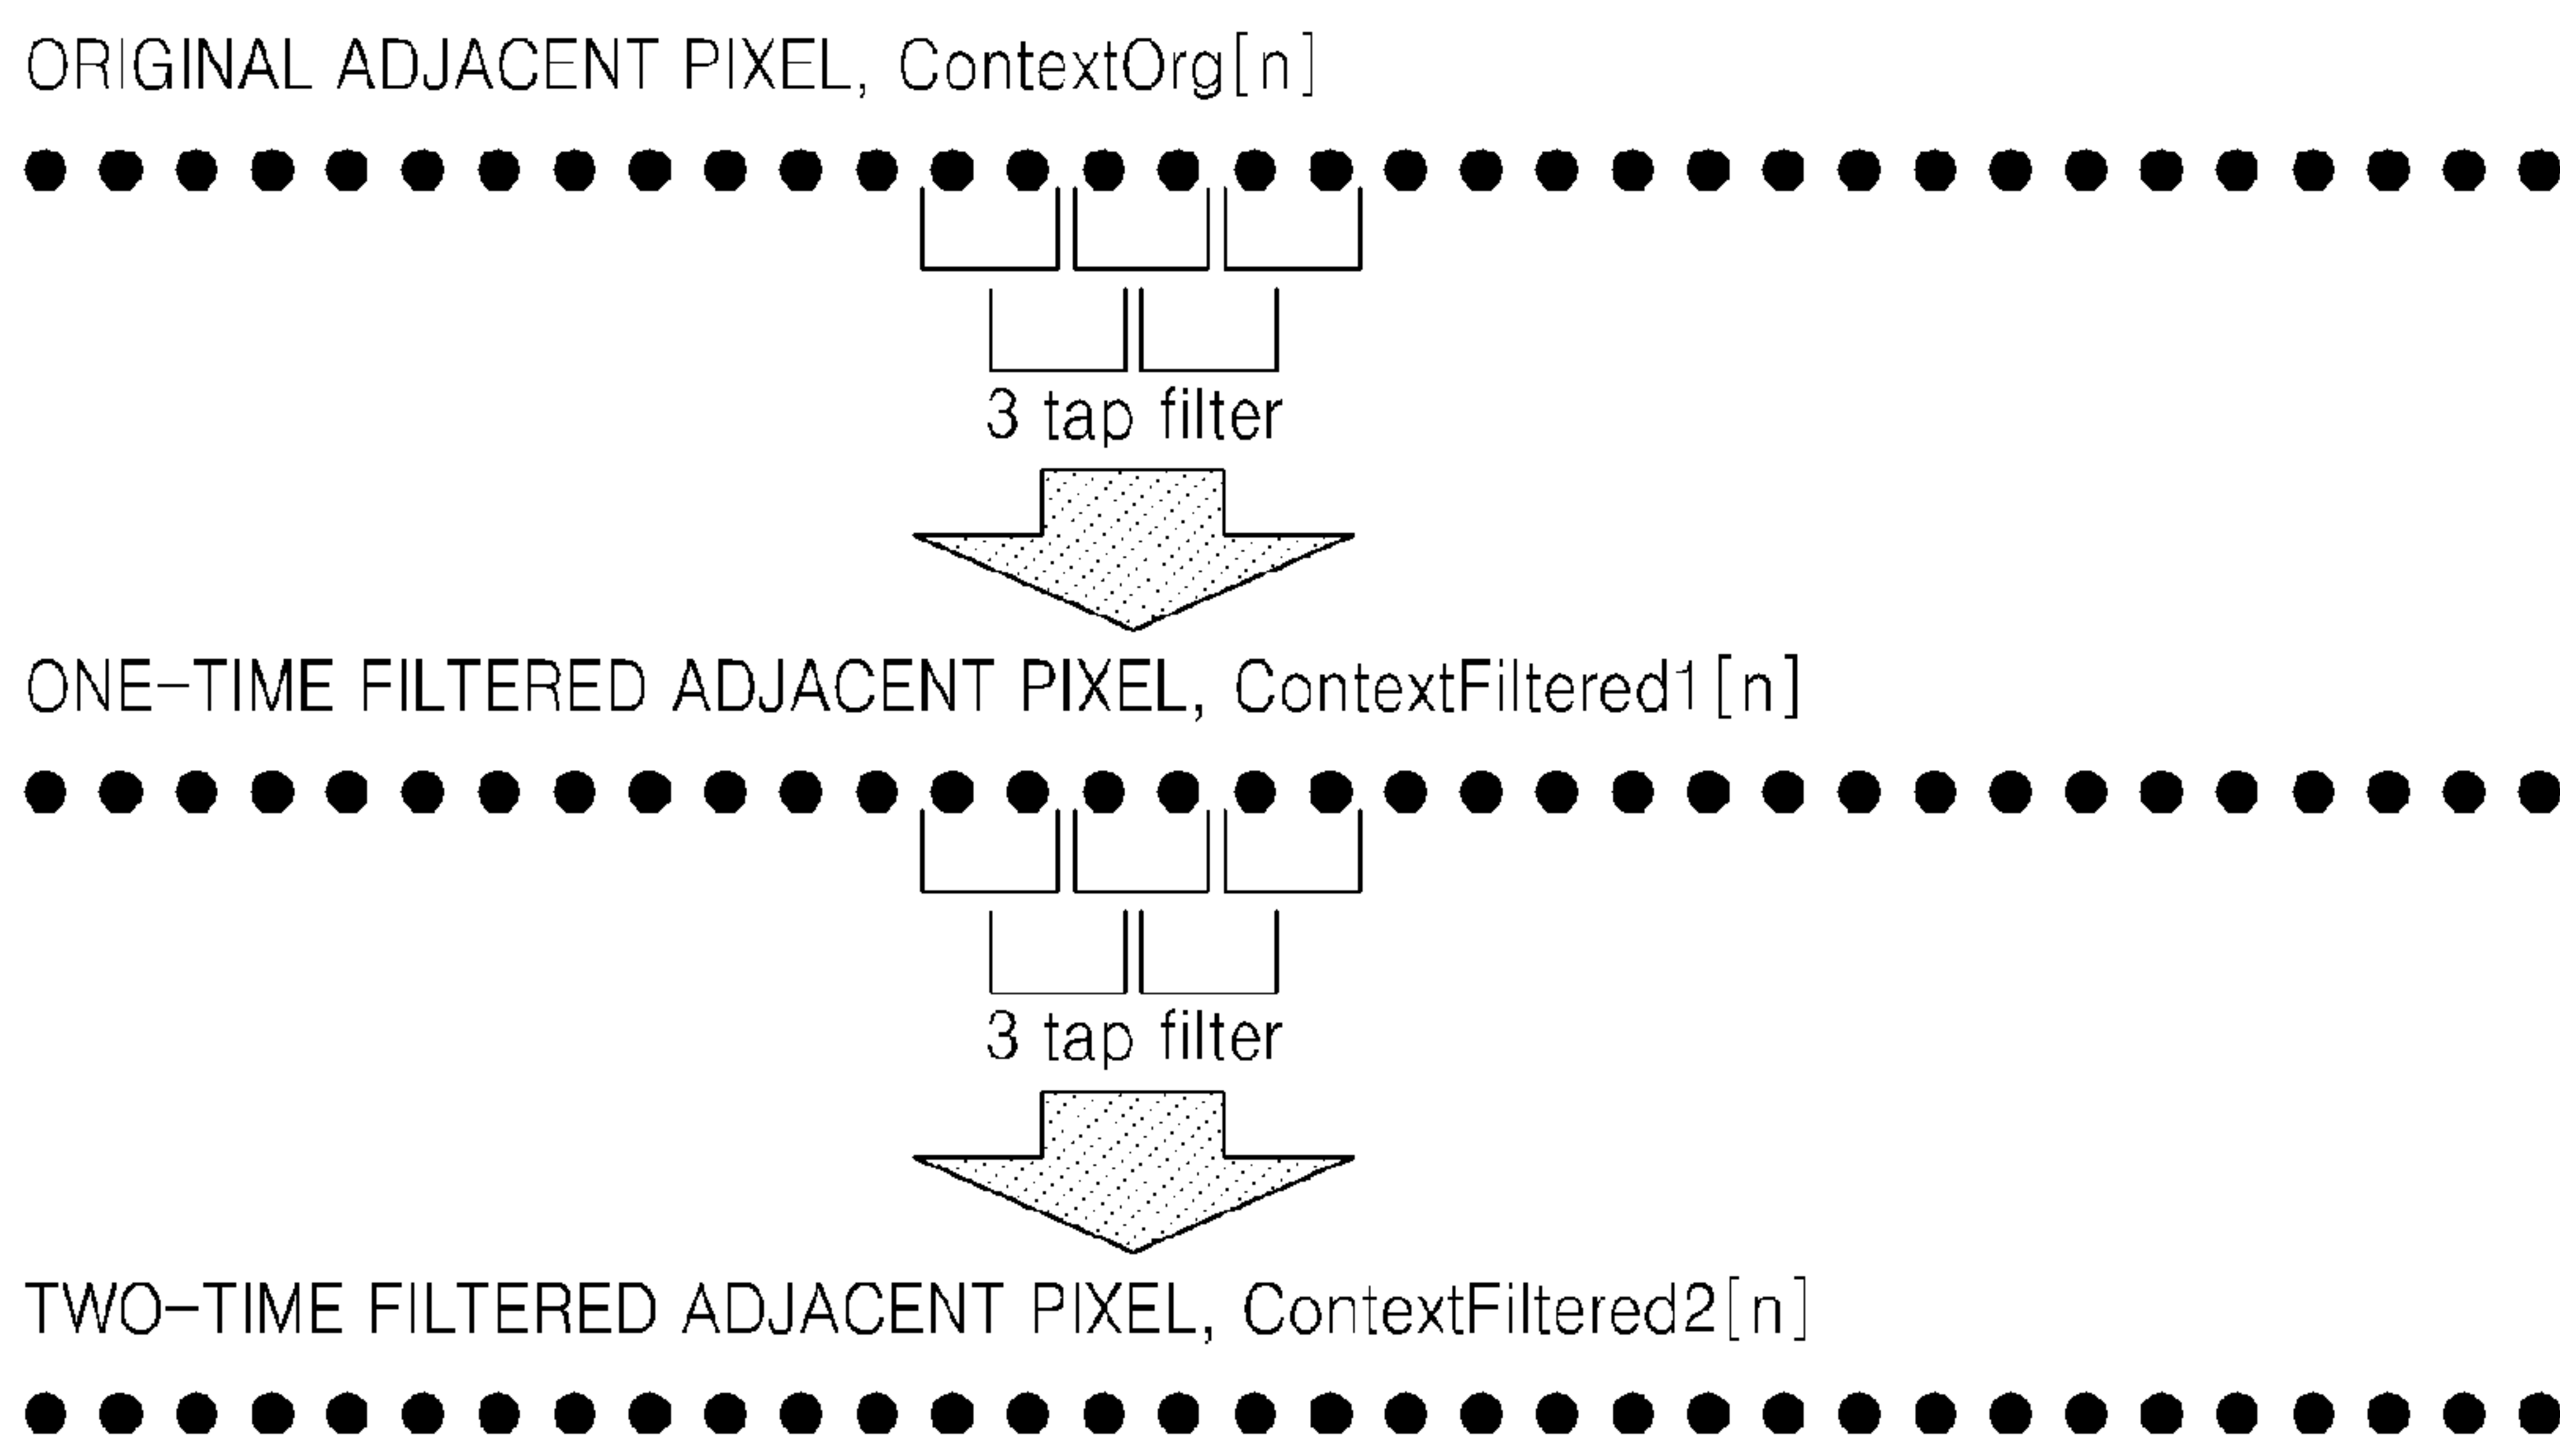 ORIGINAL ADJACENT PIXEL, ContextOrg[n]
3 tap filter
ONE-TIME FILTERED ADJACENT PIXEL, ContextFiltered1[n]
3 tap filter
TWO-TIME FILTERED ADJACENT PIXEL, ContextFiltered2[n]